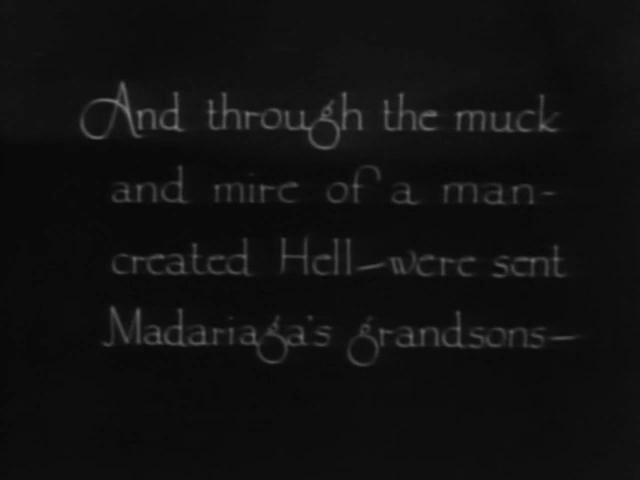 And through the muck
and mire of a man-
created Hell—were sent
Madariaga's grandsons—